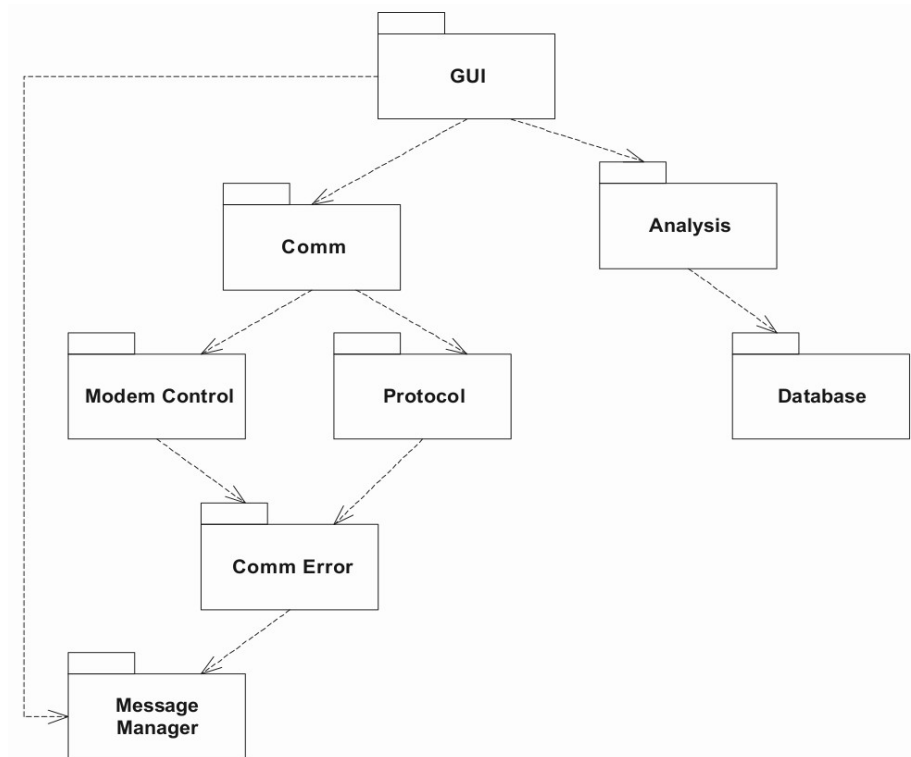 GUI
Analysis
Comm
Modem Control
Protocol
Database
Comm Error
Message
Manager